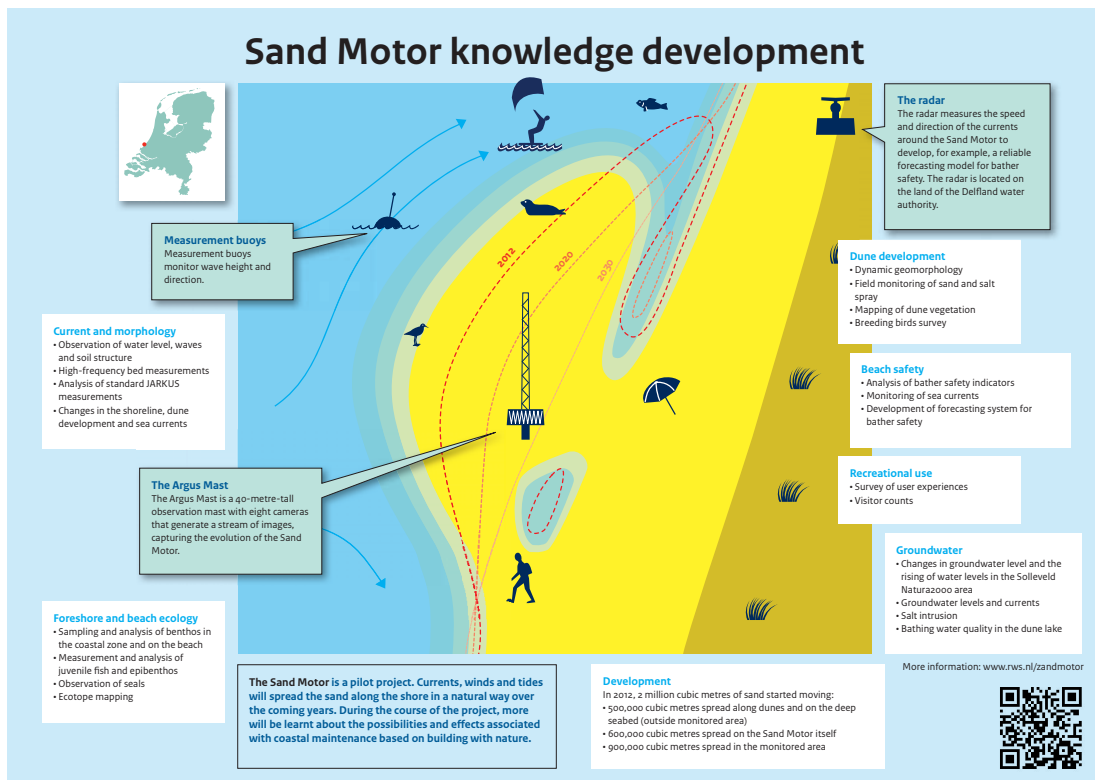 Sand Motor knowledge development
The radar
The radar measures the speed
and direction of the currents
around the Sand Motor to
develop, for example, a reliable
forecasting model for bather
safety. The radar is located on
the land of the Delfland water
authority.
Measurement buoys
Measurement buoys
monitor wave height and
direction.
2012
2020
2030
Dune development
• Dynamic geomorphology
• Field monitoring of sand and salt
spray
• Mapping of dune vegetation
• Breeding birds survey
Current and morphology
• Observation of water level, waves
and soil structure
• High-frequency bed measurements
• Analysis of standard JARKUS
measurements
• Changes in the shoreline, dune
development and sea currents
Beach safety
• Analysis of bather safety indicators
• Monitoring of sea currents
• Development of forecasting system for
bather safety
The Argus Mast
The Argus Mast is a 40-metre-tall
observation mast with eight cameras
that generate a stream of images,
capturing the evolution of the Sand
Motor.
Recreational use
• Survey of user experiences
• Visitor counts
Groundwater
• Changes in groundwater level and the
rising of water levels in the Solleveld
Natura2000 area
• Groundwater levels and currents
• Salt intrusion
• Bathing water quality in the dune lake
Foreshore and beach ecology
• Sampling and analysis of benthos in
the coastal zone and on the beach
• Measurement and analysis of
juvenile fish and epibenthos
• Observation of seals
• Ecotope mapping
The Sand Motor is a pilot project. Currents, winds and tides
will spread the sand along the shore in a natural way over
the coming years. During the course of the project, more
will be learnt about the possibilities and effects associated
with coastal maintenance based on building with nature.
Development
In 2012, 2 million cubic metres of sand started moving:
• 500,000 cubic metres spread along dunes and on the deep
seabed (outside monitored area)
• 600,000 cubic metres spread on the Sand Motor itself
• 900,000 cubic metres spread in the monitored area
More information: www.rws.nl/zandmotor